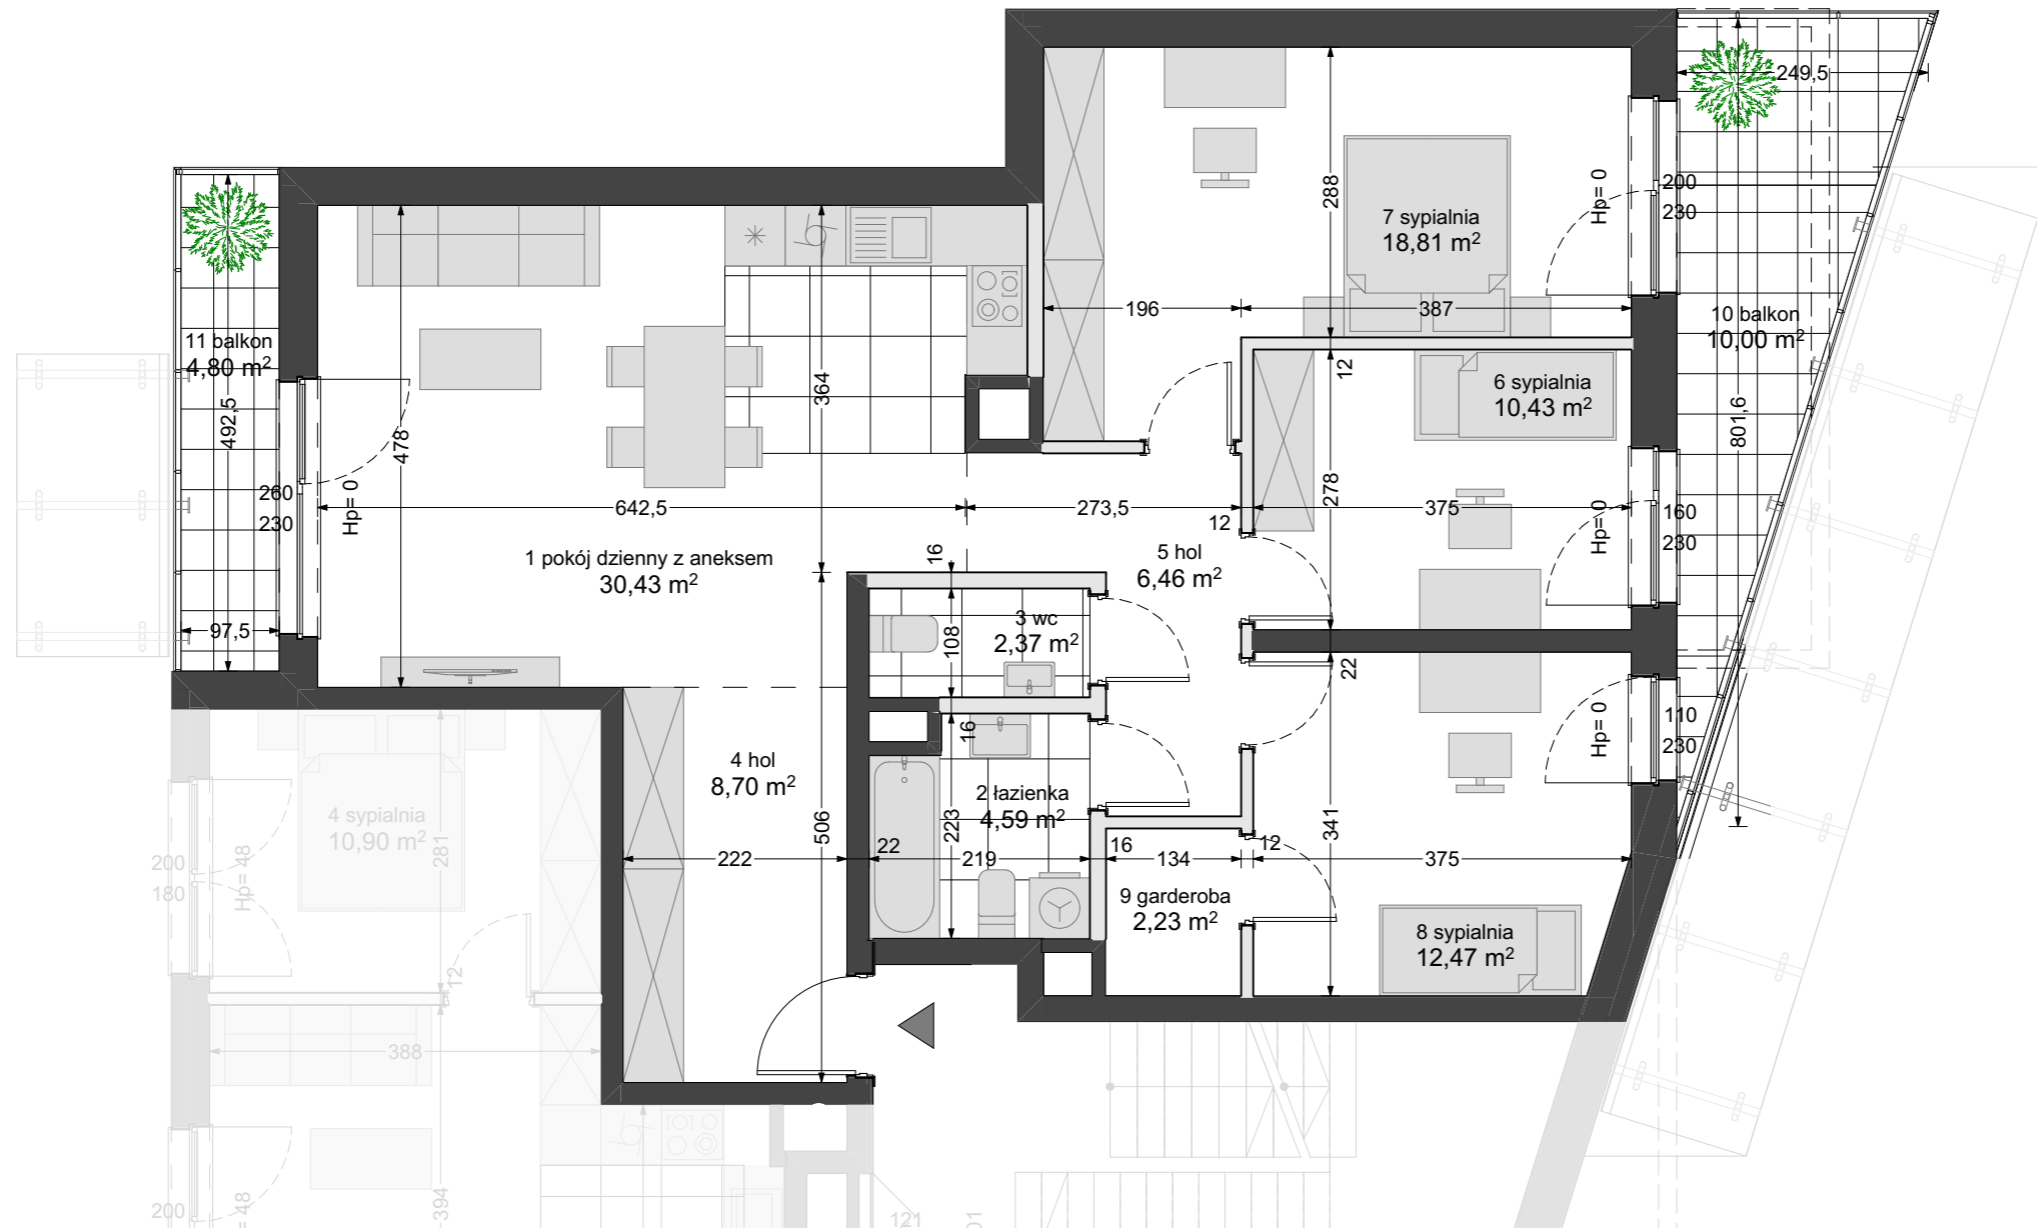 249,5
200
230
Hp= 0
288
7 sypialnia
18,81 m²
196
387
10 balkon
10,00 m²
801,6
11 balkon
4,80 m²
492,5
97,5
260
230
Hp= 0
478
364
642,5
273,5
1 pokój dzienny z aneksem
30,43 m²
12
6 sypialnia
10,43 m²
278
375
12
160
230
Hp= 0
5 hol
6,46 m²
16
3 wc
2,37 m²
108
22
110
230
Hp= 0
16
4 hol
8,70 m²
2 łazienka
4,59 m²
223
506
222
22
219
16
134
12
341
375
9 garderoba
2,23 m²
8 sypialnia
12,47 m²
4 sypialnia
10,90 m²
281
200
180
Hp= 48
12
388
394
200
= 48
121